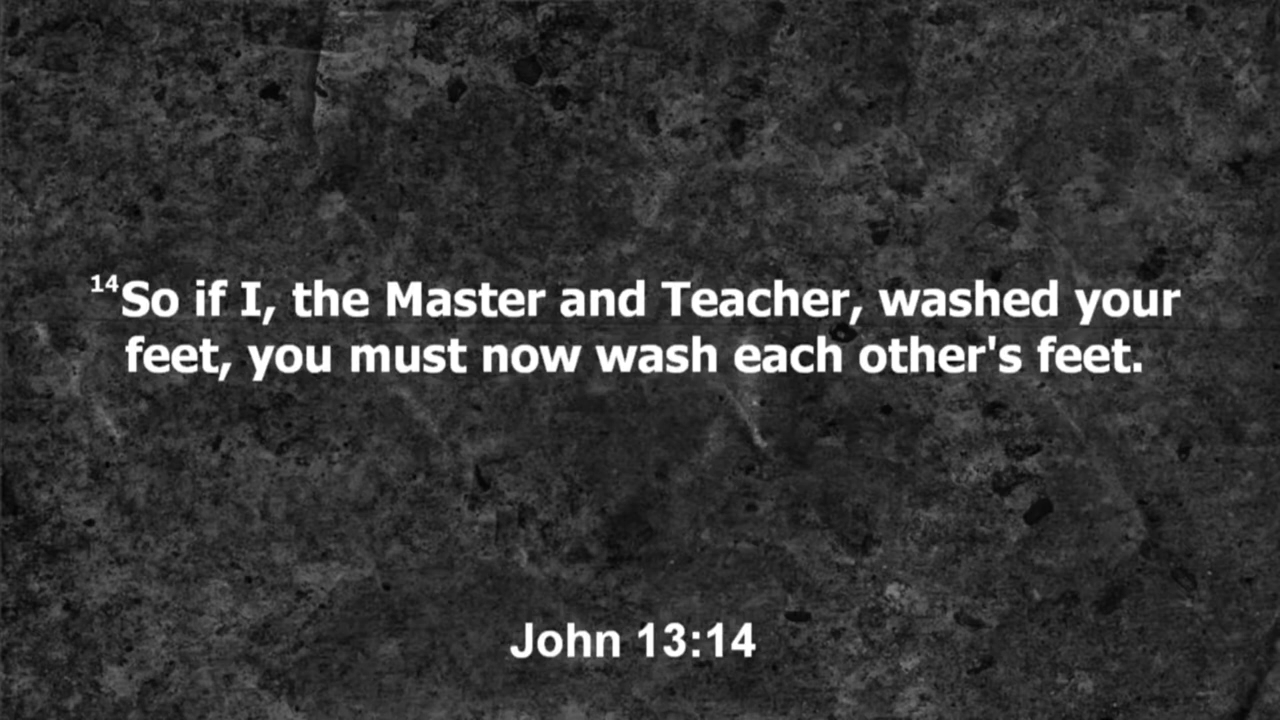 14So if I, the Master and Teacher, washed your
feet, you must now wash each other's feet.
John 13:14